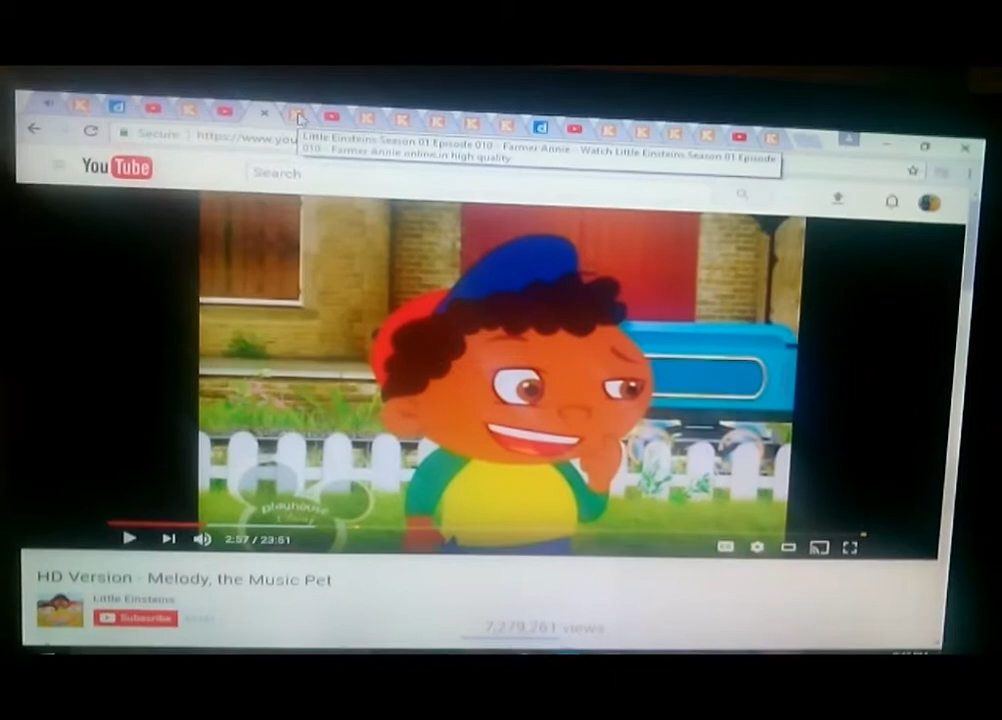 Secure
https://www.you
Little Einsteins Season 01 Episode 010 - Farmer Annie - Watch Little Einsteins Season 01 Episode
010 - Farmer Annie online in high quality
YouTube
Search
playhouse
Disney
2:57 / 23:51
HD Version - Melody, the Music Pet
Little Einsteins
Subscribe
7,279,261 views